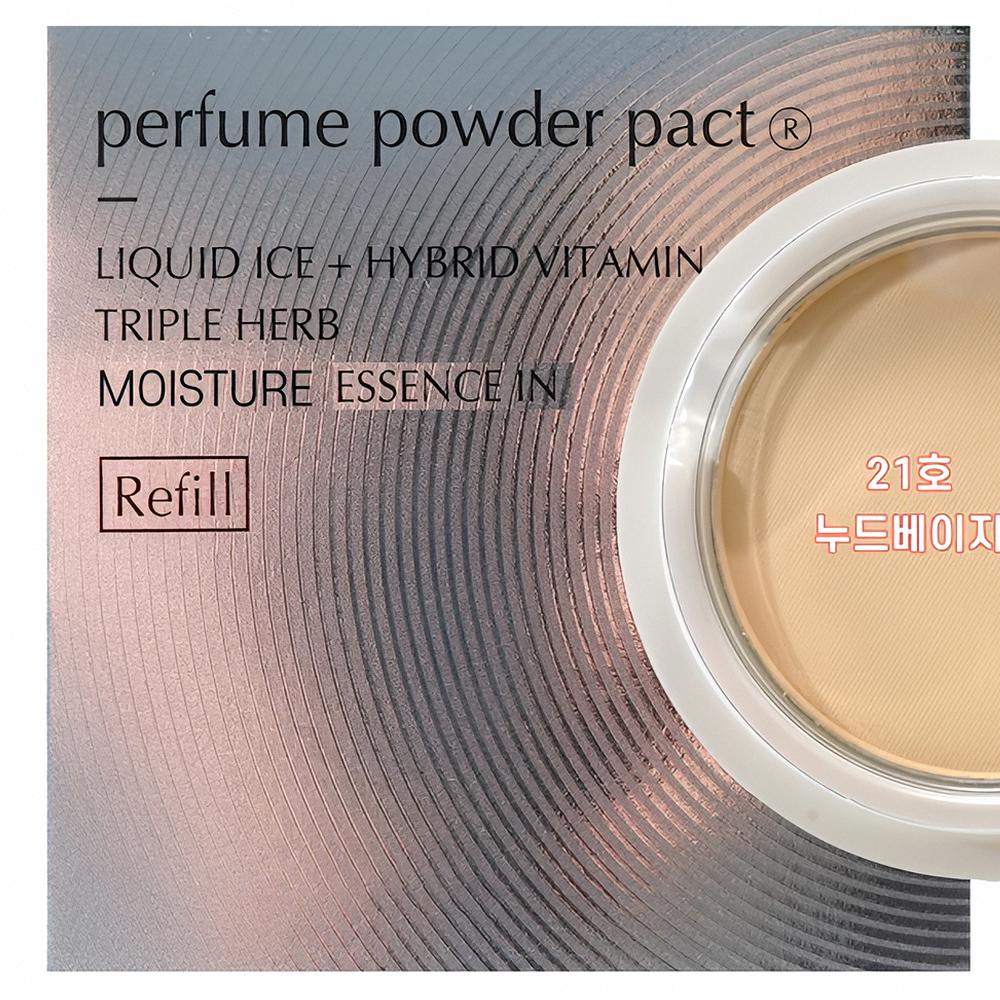 perfume powder pact®
LIQUID ICE + HYBRID VITAMIN
TRIPLE HERB
MOISTURE ESSENCE IN
Refill
21호
누드베이지